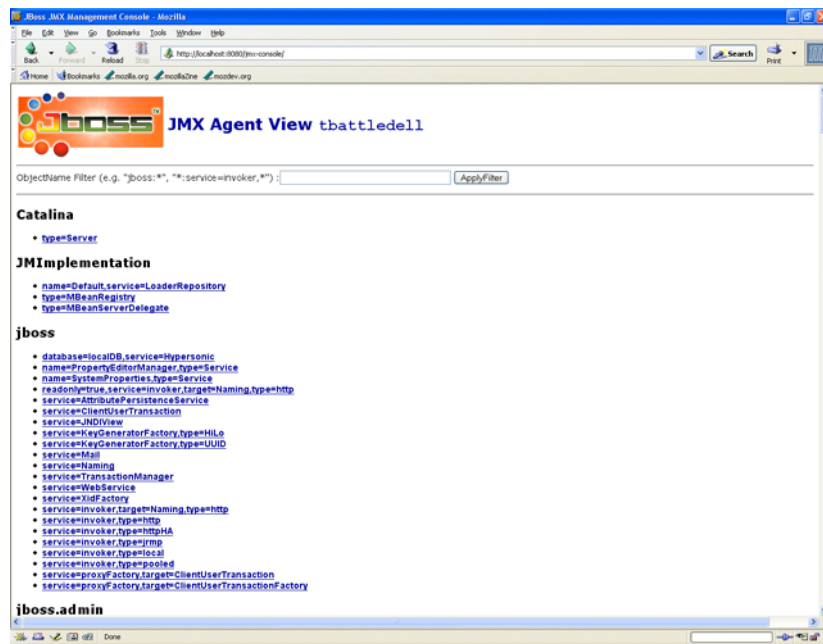 JBoss JMX Management Console - Mozilla
File Edit View Go Bookmarks Tools Window Help
Back Forward Reload Stop http://localhost:8080/jmx-console/ Search Print
Home Bookmarks mozilla.org mozillaZine mozdev.org
JBoss™ JMX Agent View tbattledell
ObjectName Filter (e.g. "jboss:*", "*:service=invoker,*") : ApplyFilter
Catalina
type=Server
JMImplementation
name=Default,service=LoaderRepository
type=MBeanRegistry
type=MBeanServerDelegate
jboss
database=localDB,service=Hypersonic
name=PropertyEditorManager,type=Service
name=SystemProperties,type=Service
readonly=true,service=invoker,target=Naming,type=http
service=AttributePersistenceService
service=ClientUserTransaction
service=JNDIView
service=KeyGeneratorFactory,type=HiLo
service=KeyGeneratorFactory,type=UUID
service=Mail
service=Naming
service=TransactionManager
service=WebService
service=XidFactory
service=invoker,target=Naming,type=http
service=invoker,type=http
service=invoker,type=httpHA
service=invoker,type=jrmp
service=invoker,type=local
service=invoker,type=pooled
service=proxyFactory,target=ClientUserTransaction
service=proxyFactory,target=ClientUserTransactionFactory
jboss.admin
Done